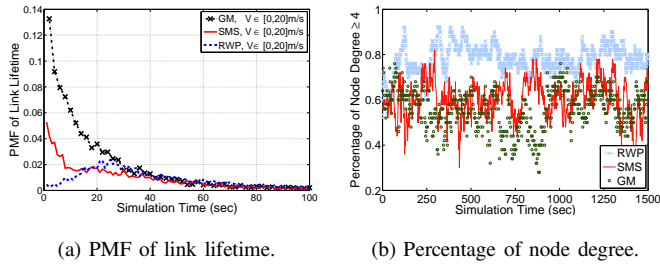 GM, V∈ [0,20]m/s
SMS, V∈ [0,20]m/s
RWP, V∈ [0,20]m/s
PMF of Link Lifetime
0.14
0.12
0.1
0.08
0.06
0.04
0.02
0
0 20 40 60 80 100
Simulation Time (sec)
(a) PMF of link lifetime.
Percentage of Node Degree ≥ 4
1
0.8
0.6
0.4
0.2
RWP
SMS
GM
0 250 500 750 1000 1250 1500
Simulation Time (sec)
(b) Percentage of node degree.